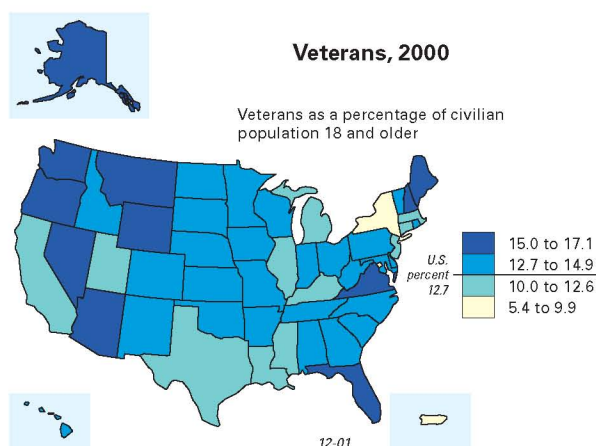 Veterans, 2000
Veterans as a percentage of civilian
population 18 and older
U.S.
percent
12.7
15.0 to 17.1
12.7 to 14.9
10.0 to 12.6
5.4 to 9.9
12-01